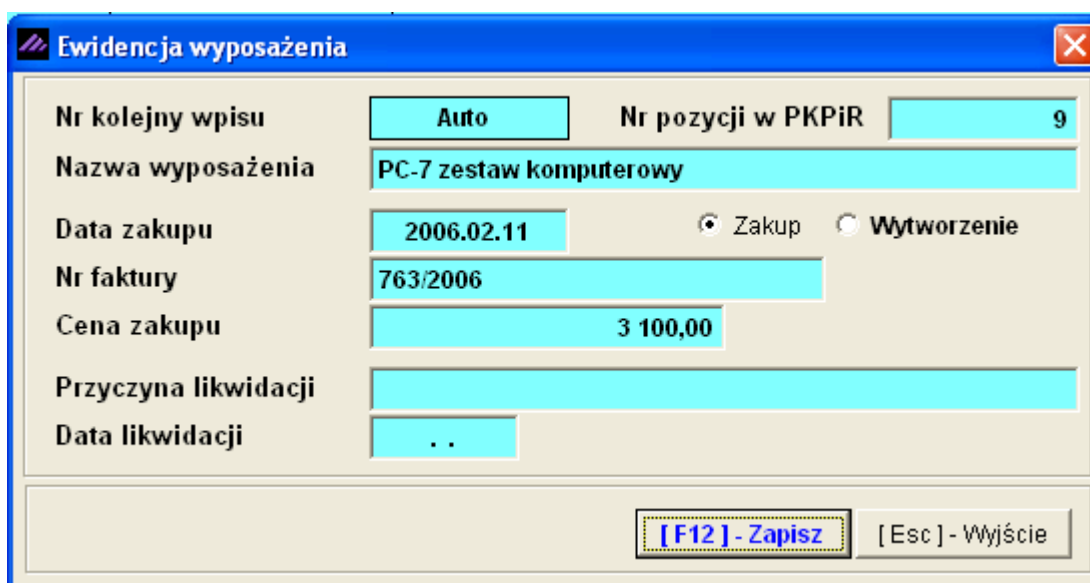 Ewidencja wyposażenia
Nr kolejny wpisu Auto Nr pozycji w PKPiR 9
Nazwa wyposażenia PC-7 zestaw komputerowy
Data zakupu 2006.02.11 Zakup Wytworzenie
Nr faktury 763/2006
Cena zakupu 3 100,00
Przyczyna likwidacji
Data likwidacji . .
[ F12 ] - Zapisz [ Esc ] - Wyjście